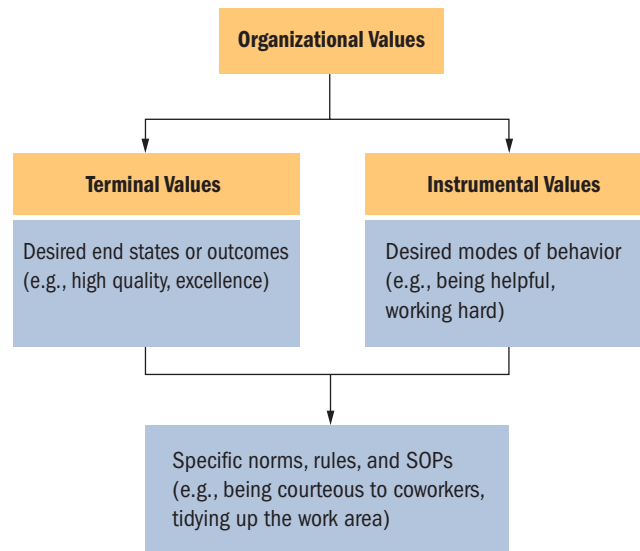 Organizational Values
Terminal Values
Desired end states or outcomes
(e.g., high quality, excellence)
Instrumental Values
Desired modes of behavior
(e.g., being helpful,
working hard)
Specific norms, rules, and SOPs
(e.g., being courteous to coworkers,
tidying up the work area)